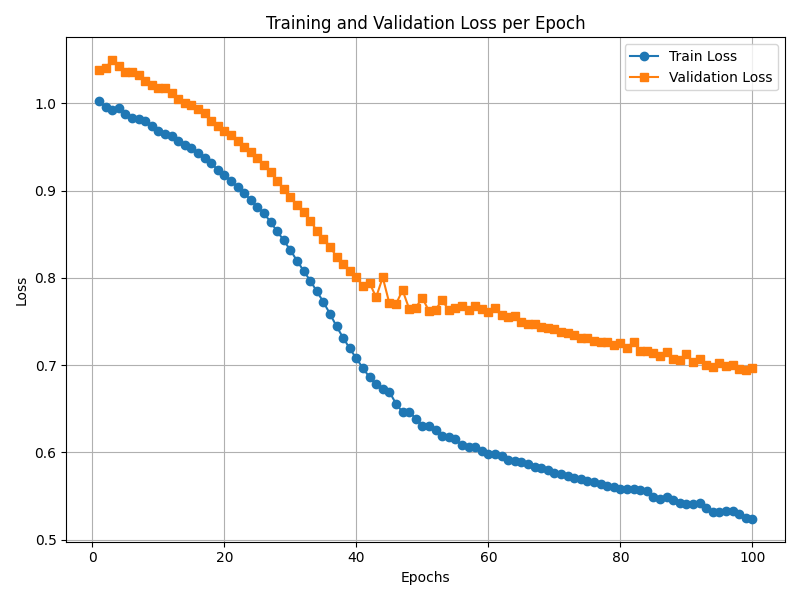 Training and Validation Loss per Epoch
Train Loss
Validation Loss
Loss
1.0
0.9
0.8
0.7
0.6
0.5
0 20 40 60 80 100
Epochs